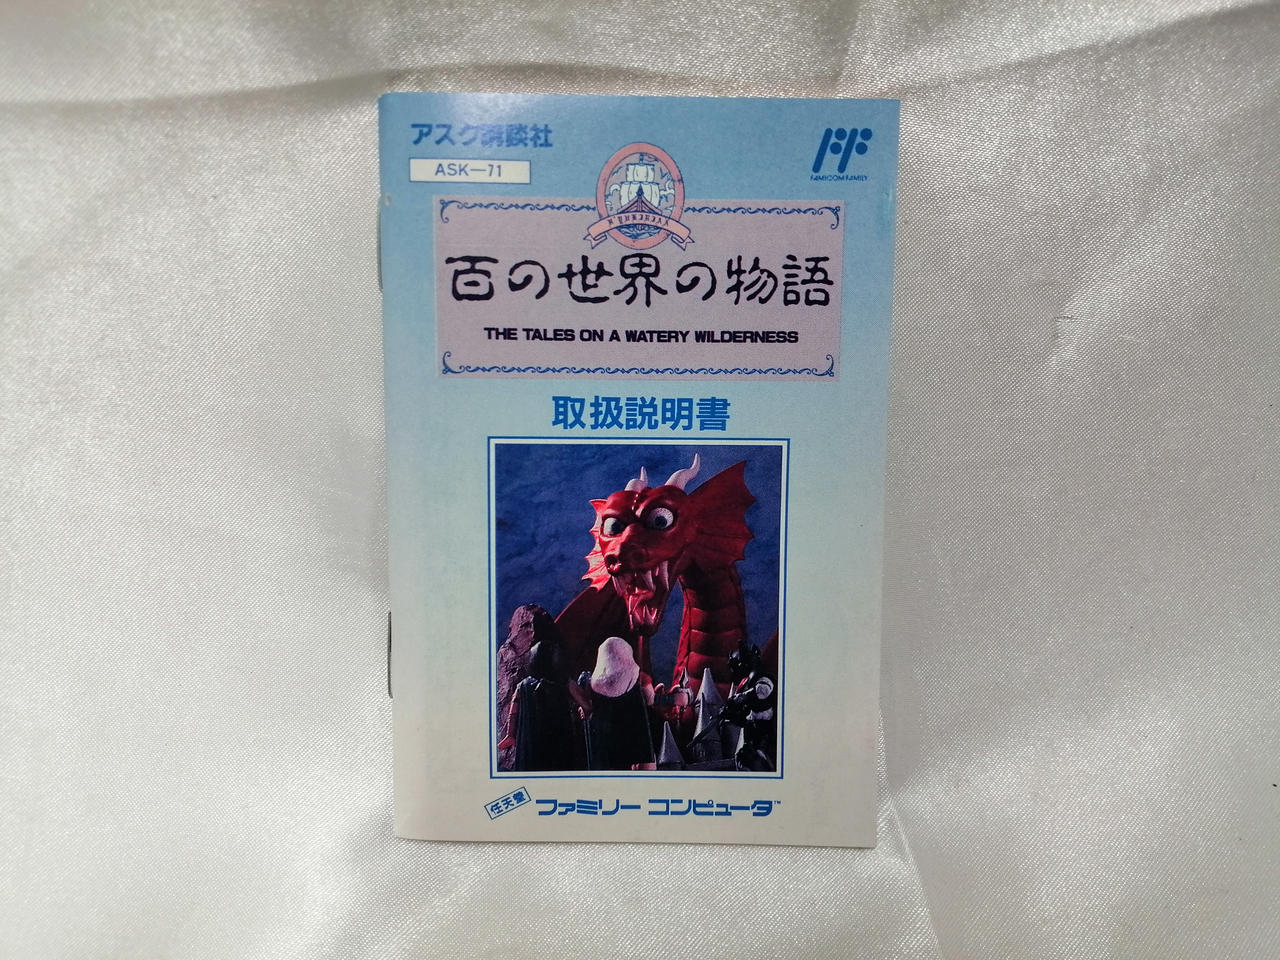 アスク講談社
ASK—71
FAMICOM FAMILY
百の世界の物語
THE TALES ON A WATERY WILDERNESS
取扱説明書
任天堂 ファミリー コンピュータ™